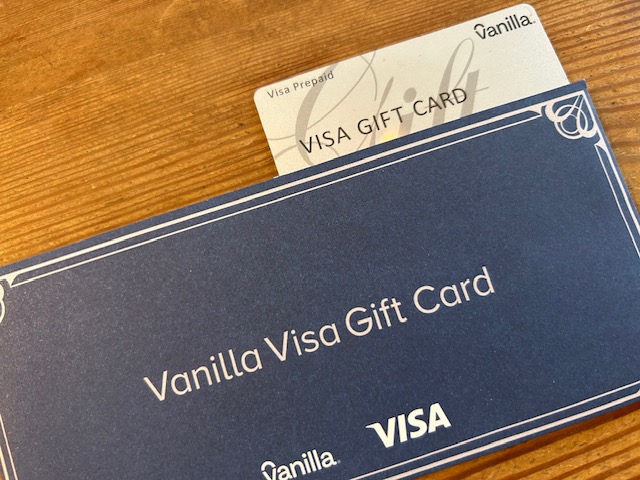 Vanilla.
Visa Prepaid
Gift
VISA GIFT CARD
Vanilla Visa Gift Card
Vanilla.
VISA